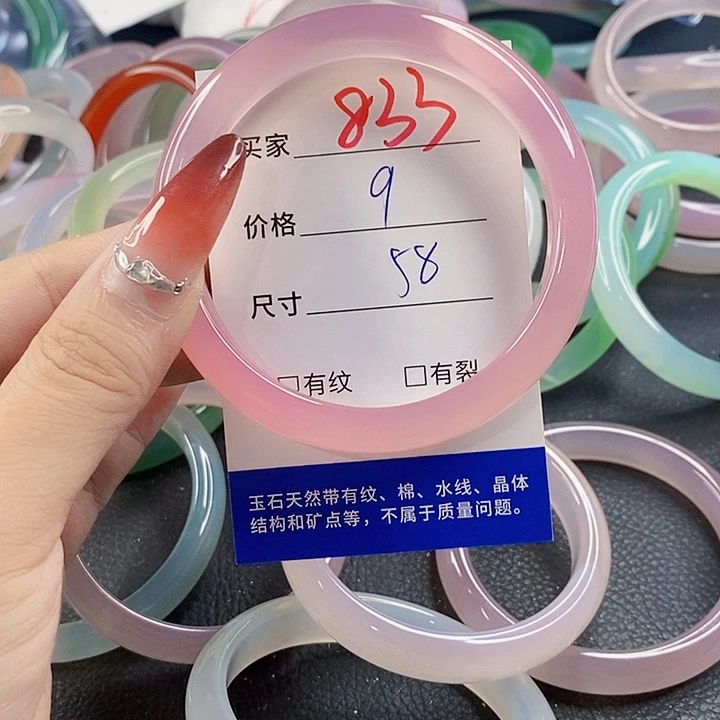 买家 833
价格 9
尺寸 58
□有纹 □有裂
玉石天然带有纹、棉、水线、晶体
结构和矿点等，不属于质量问题。